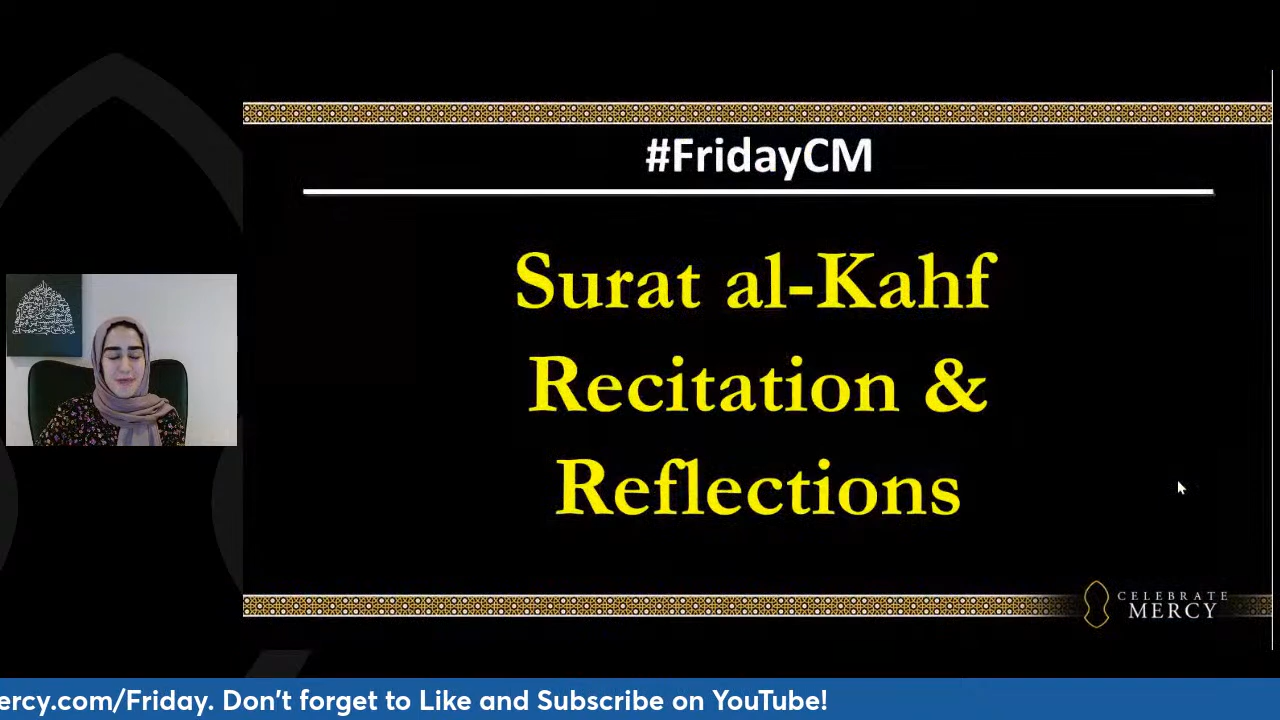 #FridayCM
Surat al-Kahf
Recitation &
Reflections
CELEBRATE
MERCY
ercy.com/Friday. Don't forget to Like and Subscribe on YouTube!